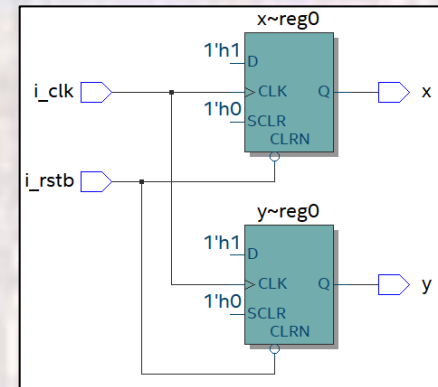 x~reg0
1'h1
D
i_clk
CLK
Q
x
1'h0
SCLR
CLRN
i_rstb
y~reg0
1'h1
D
CLK
Q
y
1'h0
SCLR
CLRN